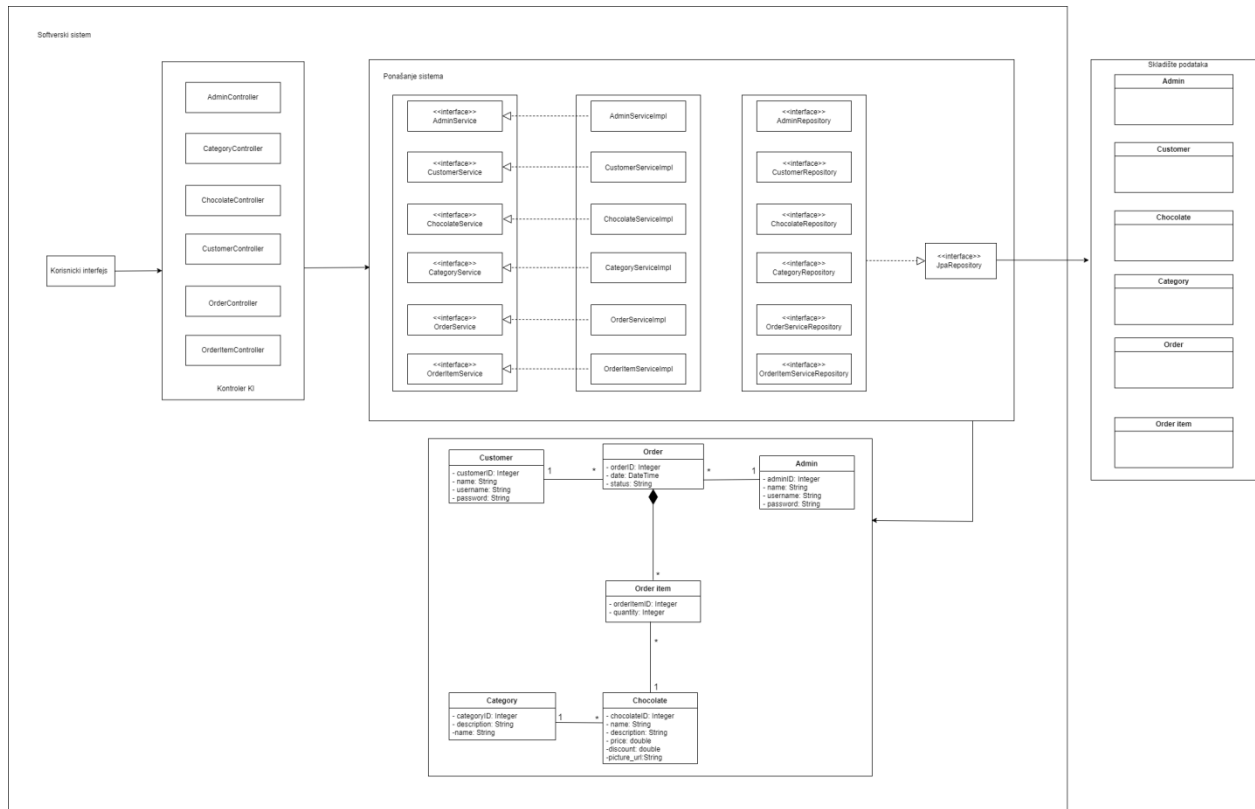 Softverski sistem
Korisnicki interfejs
AdminController
CategoryController
ChocolateController
CustomerController
OrderController
OrderItemController
Kontroler KI
Ponašanje sistema
<<interface>>
AdminService
<<interface>>
CustomerService
<<interface>>
ChocolateService
<<interface>>
CategoryService
<<interface>>
OrderService
<<interface>>
OrderItemService
AdminServiceImpl
CustomerServiceImpl
ChocolateServiceImpl
CategoryServiceImpl
OrderServiceImpl
OrderItemServiceImpl
<<interface>>
AdminRepository
<<interface>>
CustomerRepository
<<interface>>
ChocolateRepository
<<interface>>
CategoryRepository
<<interface>>
OrderServiceRepository
<<interface>>
OrderItemServiceRepository
<<interface>>
JpaRepository
Skladište podataka
Admin
Customer
Chocolate
Category
Order
Order item
Customer
- customerID: Integer
- name: String
- username: String
- password: String
1
*
Order
- orderID: Integer
- date: DateTime
- status: String
*
1
Admin
- adminID: Integer
- name: String
- username: String
- password: String
*
Order item
- orderItemID: Integer
- quantity: Integer
*
1
Category
- categoryID: Integer
- description: String
-name: String
1
*
Chocolate
- chocolateID: Integer
- name: String
- description: String
- price: double
-discount: double
-picture_url:String